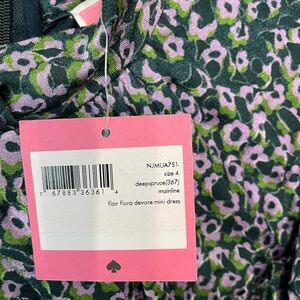 NJMUA751
size 4
deepspruce(367)
mainline
flair flora devore mini dress
7 67883 36361 4